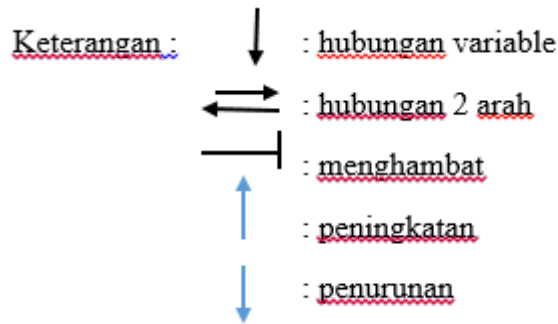 Keterangan : : hubungan variable
: hubungan 2 arah
: menghambat
: peningkatan
: penurunan